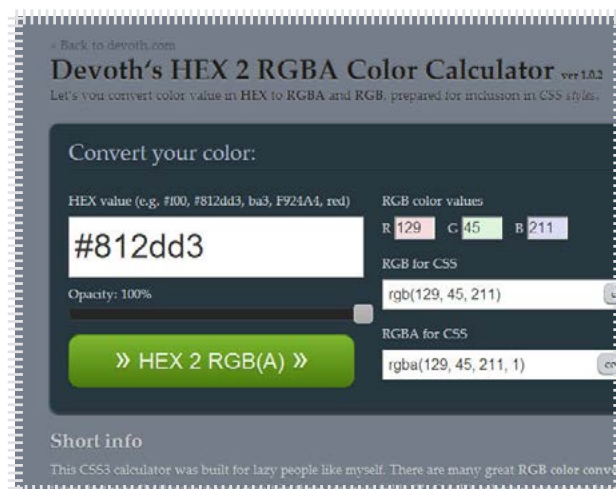 « Back to devoth.com
Devoth's HEX 2 RGBA Color Calculator ver 1.0.2
Let's you convert color value in HEX to RGBA and RGB, prepared for inclusion in CSS styles.
Convert your color:
HEX value (e.g. #f00, #812dd3, ba3, F924A4, red)
#812dd3
Opacity: 100%
» HEX 2 RGB(A) »
RGB color values
R 129 G 45 B 211
RGB for CSS
rgb(129, 45, 211)
RGBA for CSS
rgba(129, 45, 211, 1)
Short info
This CSS3 calculator was built for lazy people like myself. There are many great RGB color